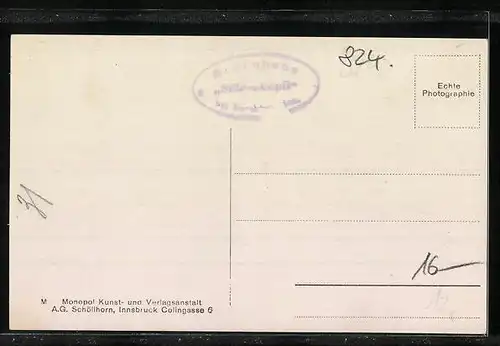 824.
Echte
Photographie
16-
M Monopol Kunst- und Verlagsanstalt
A.G. Schöllhorn, Innsbruck Colingasse 6